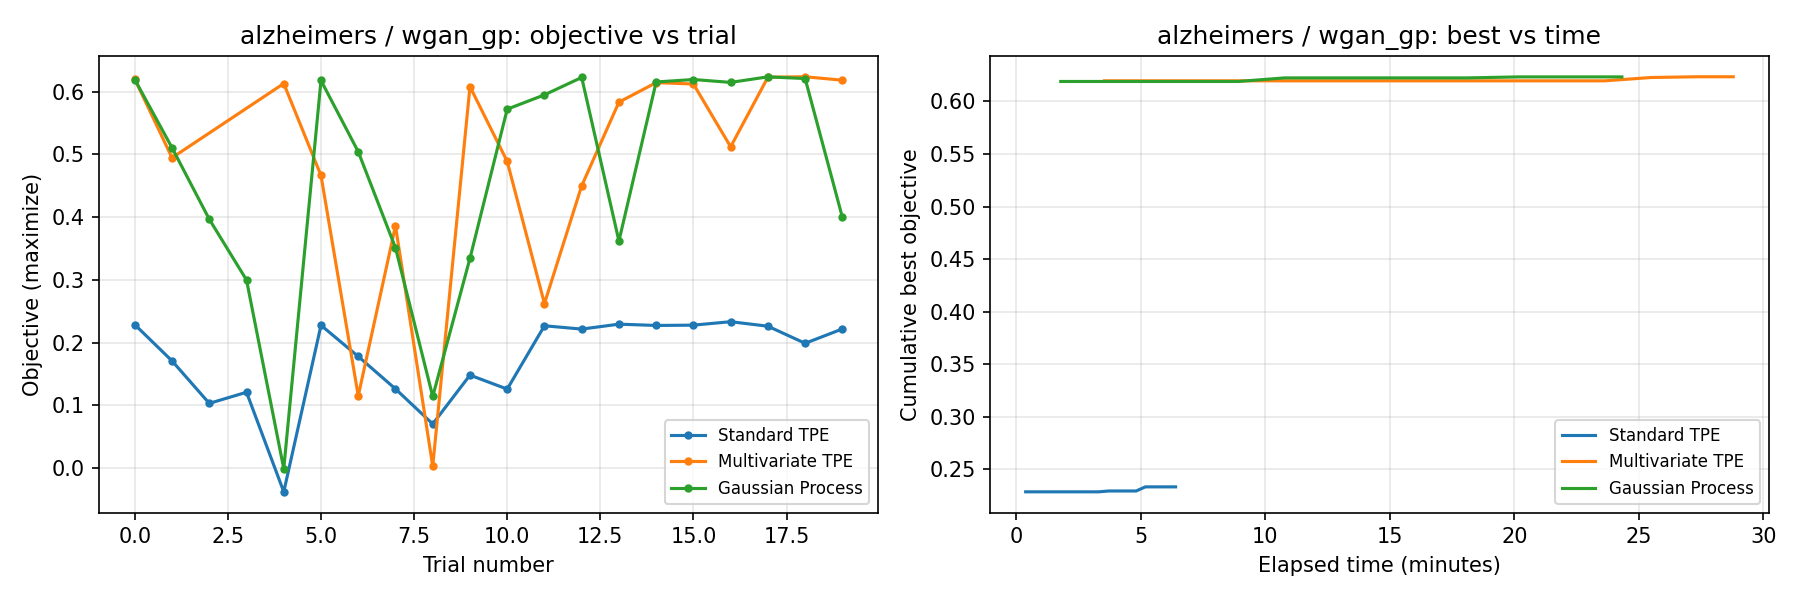 alzheimers / wgan_gp: objective vs trial
Objective (maximize)
0.6
0.5
0.4
0.3
0.2
0.1
0.0
Standard TPE
Multivariate TPE
Gaussian Process
0.0 2.5 5.0 7.5 10.0 12.5 15.0 17.5
Trial number
alzheimers / wgan_gp: best vs time
Cumulative best objective
0.60
0.55
0.50
0.45
0.40
0.35
0.30
0.25
Standard TPE
Multivariate TPE
Gaussian Process
0 5 10 15 20 25 30
Elapsed time (minutes)